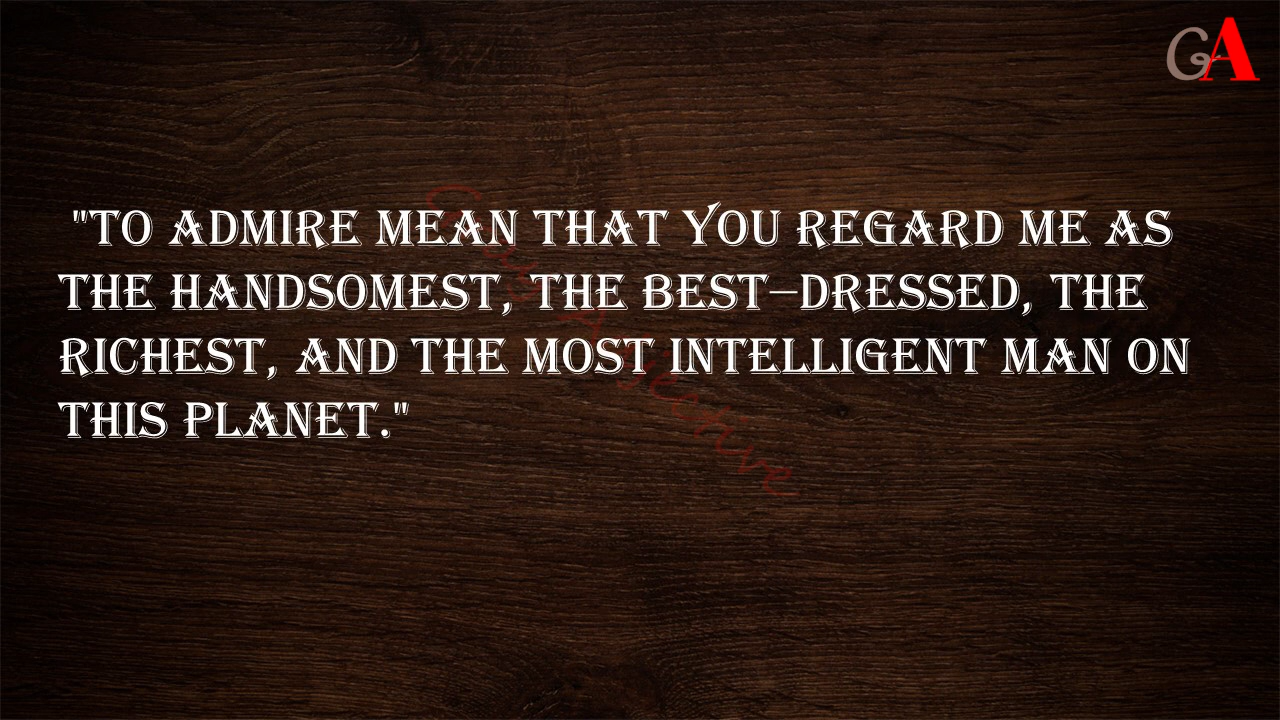 GA
"TO ADMIRE MEAN THAT YOU REGARD ME AS
THE HANDSOMEST, THE BEST–DRESSED, THE
RICHEST, AND THE MOST INTELLIGENT MAN ON
THIS PLANET."